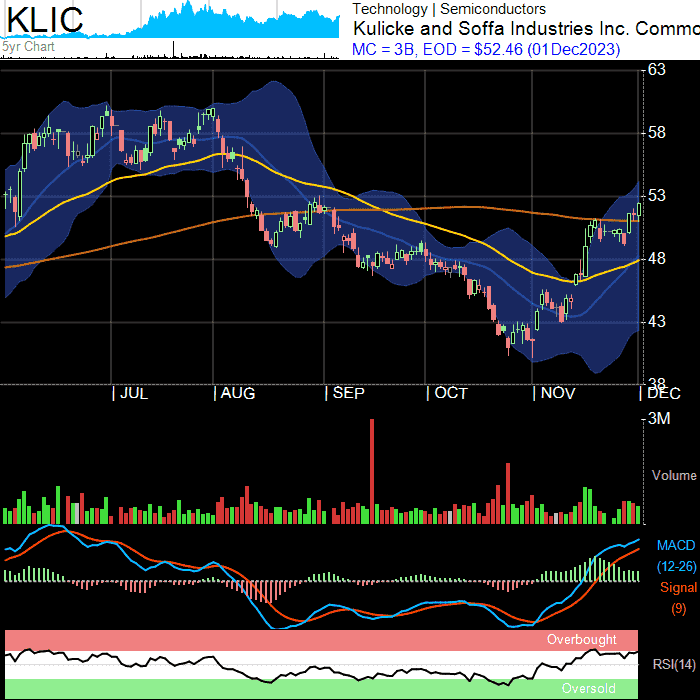 KLIC
5yr Chart
Technology | Semiconductors
Kulicke and Soffa Industries Inc. Commo
MC = 3B, EOD = $52.46 (01Dec2023)
63
58
53
48
43
38
| JUL
| AUG
| SEP
| OCT
| NOV
| DEC
3M
Volume
MACD
(12-26)
Signal
(9)
Overbought
RSI(14)
Oversold